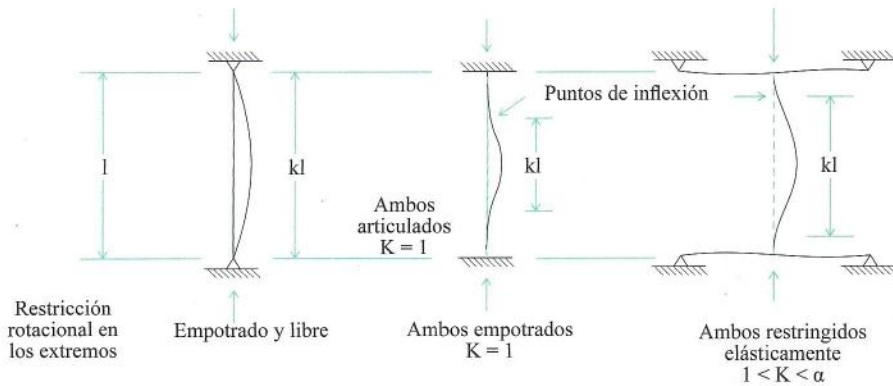 Puntos de inflexión
l
kl
kl
kl
Ambos
articulados
K = 1
Restricción
rotacional en
los extremos
Empotrado y libre
Ambos empotrados
K = 1
Ambos restringidos
elásticamente
1 < K < α